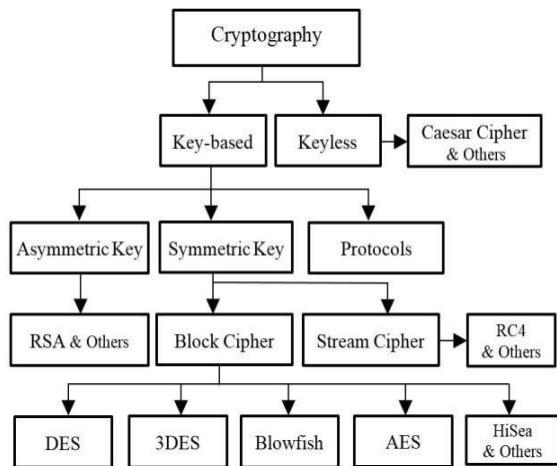 Cryptography
Key-based
Keyless
Caesar Cipher
& Others
Asymmetric Key
Symmetric Key
Protocols
RSA & Others
Block Cipher
Stream Cipher
RC4
& Others
DES
3DES
Blowfish
AES
HiSea
& Others